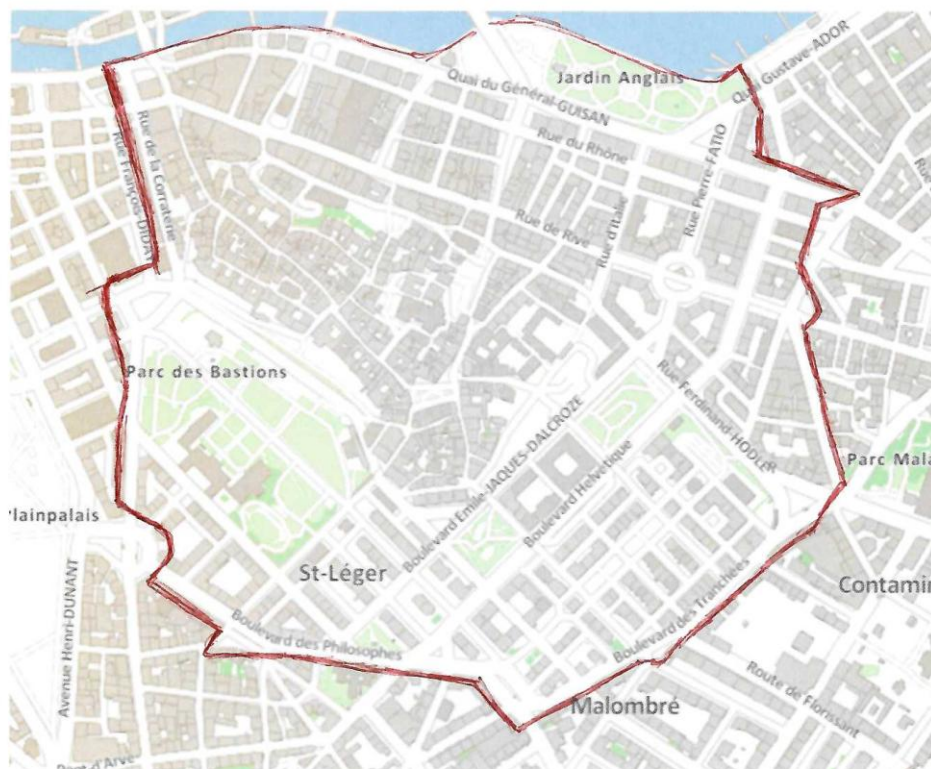 Quai Gustave-ADOR
Jardin Anglais
Quai du Général-GUISAN
Rue du Rhône
Rue Pierre-FATIO
Rue de la Corraterie
Rue François-DIDAY
Rue de Rive
Rue d'Italie
Parc des Bastions
Rue Ferdinand-HODLER
Parc Mala
Boulevard Emile-JAQUES-DALCROZE
Boulevard Helvétique
lainpalais
St-Léger
Contamin
Avenue Henri-DUNANT
Boulevard des Philosophes
Boulevard des Tranchées
Malombré
Route de Florissant
Pont-d'Arve